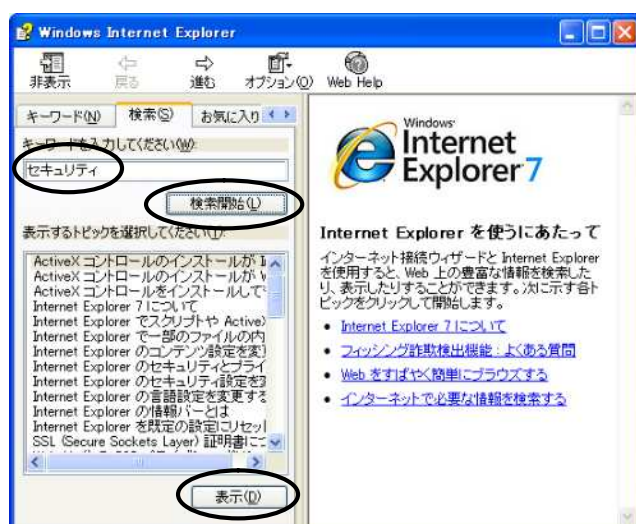 Windows Internet Explorer
非表示 戻る 進む オプション(O) Web Help
キーワード(N) 検索(S) お気に入り
キーワードを入力してください(W):
セキュリティ
検索開始(L)
表示するトピックを選択してください(T):
ActiveX コントロールのインストールが
ActiveX コントロールのインストールが
ActiveX コントロールをインストールして
Internet Explorer 7 について
Internet Explorer でスクリプトや Active
Internet Explorer で一部のファイルの内
Internet Explorer のコンテンツ設定を変
Internet Explorer のセキュリティとプライ
Internet Explorer のセキュリティ設定を
Internet Explorer の言語設定を変更する
Internet Explorer の情報バーとは
Internet Explorer を既定の設定にリセッ
SSL (Secure Sockets Layer) 証明書に
表示(D)
Windows
Internet
Explorer 7
Internet Explorer を使うにあたって
インターネット接続ウィザードと Internet Explorer
を使用すると、Web 上の豊富な情報を検索した
り、表示したりすることができます。次に示す各ト
ピックをクリックして開始します。
• Internet Explorer 7 について
• フィッシング詐欺検出機能 : よくある質問
• Web をすばやく簡単にブラウズする
• インターネットで必要な情報を検索する